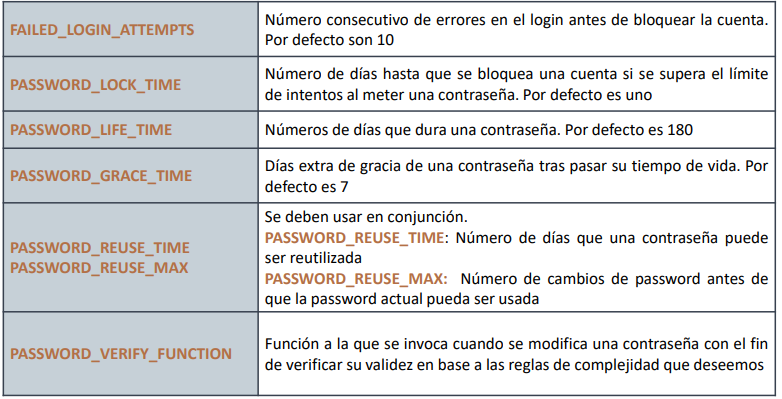 FAILED_LOGIN_ATTEMPTS
Número consecutivo de errores en el login antes de bloquear la cuenta.
Por defecto son 10
PASSWORD_LOCK_TIME
Número de días hasta que se bloquea una cuenta si se supera el límite
de intentos al meter una contraseña. Por defecto es uno
PASSWORD_LIFE_TIME
Números de días que dura una contraseña. Por defecto es 180
PASSWORD_GRACE_TIME
Días extra de gracia de una contraseña tras pasar su tiempo de vida. Por
defecto es 7
PASSWORD_REUSE_TIME
PASSWORD_REUSE_MAX
Se deben usar en conjunción.
PASSWORD_REUSE_TIME: Número de días que una contraseña puede
ser reutilizada
PASSWORD_REUSE_MAX: Número de cambios de password antes de
que la password actual pueda ser usada
PASSWORD_VERIFY_FUNCTION
Función a la que se invoca cuando se modifica una contraseña con el fin
de verificar su validez en base a las reglas de complejidad que deseemos